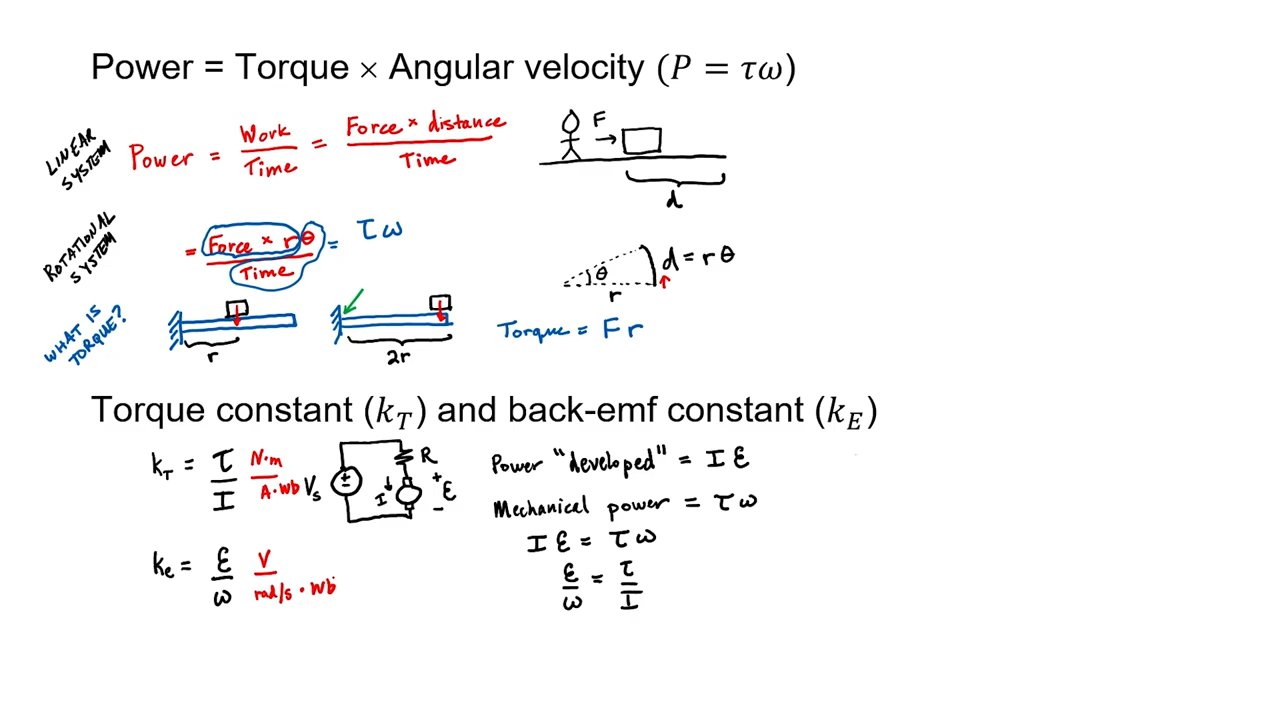 Power = Torque × Angular velocity (P = τω)
LINEAR SYSTEM
Power = Work / Time = Force × distance / Time
F
d
ROTATIONAL SYSTEM
= Force × rθ / Time = τω
θ
r
d = rθ
WHAT IS TORQUE?
r
2r
Torque = Fr
Torque constant (k_T) and back-emf constant (k_E)
k_T = τ / I N·m / A·Wb
V_s
+
−
R
I
+
ε
−
Power "developed" = I ε
Mechanical power = τ ω
I ε = τ ω
k_e = ε / ω V / rad/s · Wb
ε / ω = τ / I